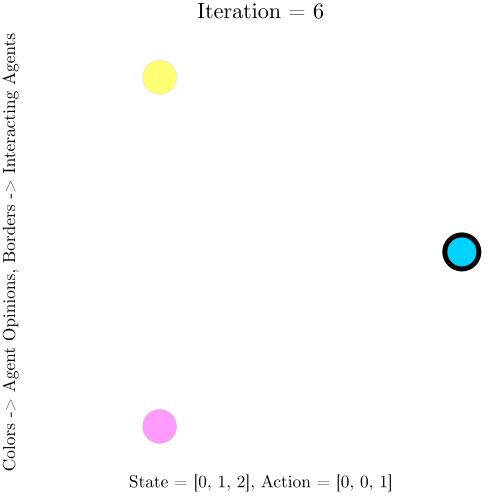 Iteration = 6
Colors -> Agent Opinions, Borders -> Interacting Agents
State = [0, 1, 2], Action = [0, 0, 1]